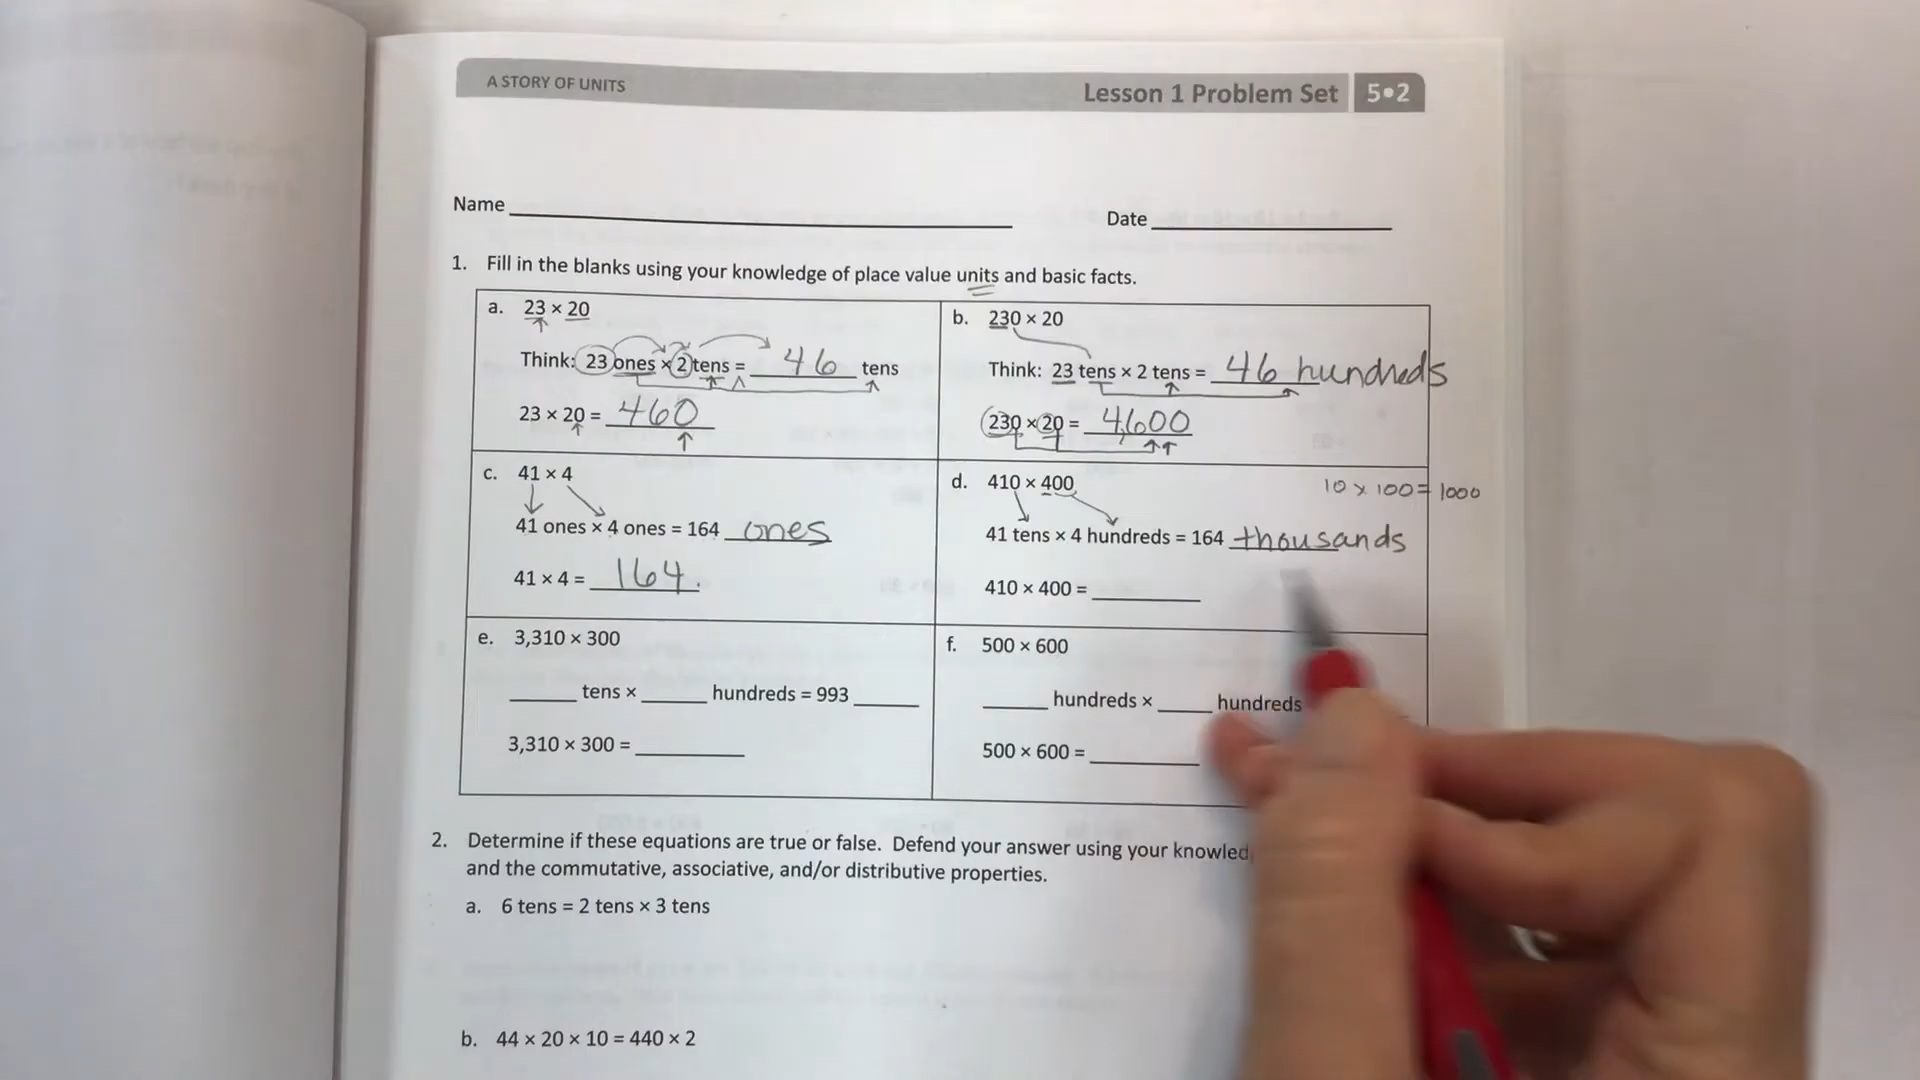 A STORY OF UNITS
Lesson 1 Problem Set 5•2
Name
Date
1. Fill in the blanks using your knowledge of place value units and basic facts.
a. 23 × 20
Think: 23 ones × 2 tens = 46 tens
23 × 20 = 460
b. 230 × 20
Think: 23 tens × 2 tens = 46 hundreds
230 × 20 = 4,600
c. 41 × 4
41 ones × 4 ones = 164 ones
41 × 4 = 164.
d. 410 × 400
10 x 100 = 1000
41 tens × 4 hundreds = 164 thousands
410 × 400 =
e. 3,310 × 300
tens × hundreds = 993
3,310 × 300 =
f. 500 × 600
hundreds × hundreds
500 × 600 =
2. Determine if these equations are true or false. Defend your answer using your
and the commutative, associative, and/or distributive properties.
a. 6 tens = 2 tens × 3 tens
b. 44 × 20 × 10 = 440 × 2